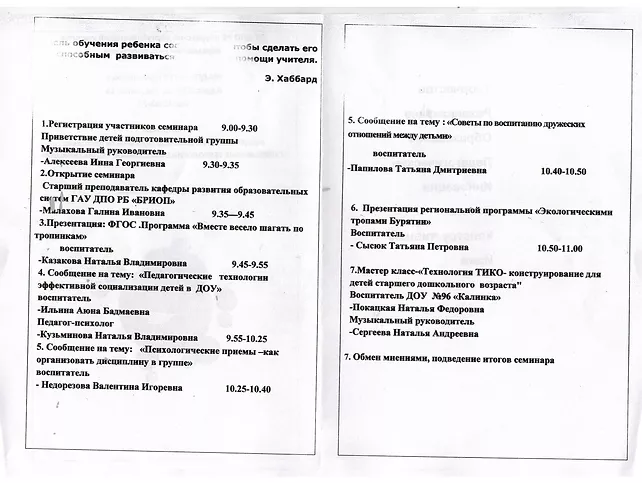 ль обучения ребенка со тобы сделать его
способным развиваться мощи учителя.
Э. Хаббард
1.Регистрация участников семинара 9.00-9.30
Приветствие детей подготовительной группы
Музыкальный руководитель
-Алексеева Инна Георгиевна 9.30-9.35
2.Открытие семинара
Старший преподаватель кафедры развития образовательных
систем ГАУ ДПО РБ «БРИОП»
-Малахова Галина Ивановна 9.35—9.45
3.Презентация: ФГОС .Программа «Вместе весело шагать по
тропинкам»
воспитатель
-Казакова Наталья Владимировна 9.45-9.55
4. Сообщение на тему: «Педагогические технологии
эффективной социализации детей в ДОУ»
воспитатель
-Ильина Аюна Бадмаевна
Педагог-психолог
-Кузьминова Наталья Владимировна 9.55-10.25
5. Сообщение на тему: «Психологические приемы –как
организовать дисциплину в группе»
воспитатель
- Недорезова Валентина Игоревна 10.25-10.40
5. Сообщение на тему : «Советы по воспитанию дружеских
отношений между детьми»
воспитатель
-Папилова Татьяна Дмитриевна 10.40-10.50
6. Презентация региональной программы «Экологическими
тропами Бурятии»
Воспитатель
- Сысюк Татьяна Петровна 10.50-11.00
7.Мастер класс-«Технология ТИКО- конструирование для
детей старшего дошкольного возраста"
Воспитатель ДОУ №96 «Калинка»
-Покацкая Наталья Федоровна
Музыкальный руководитель
-Сергеева Наталья Андреевна
7. Обмен мнениями, подведение итогов семинара